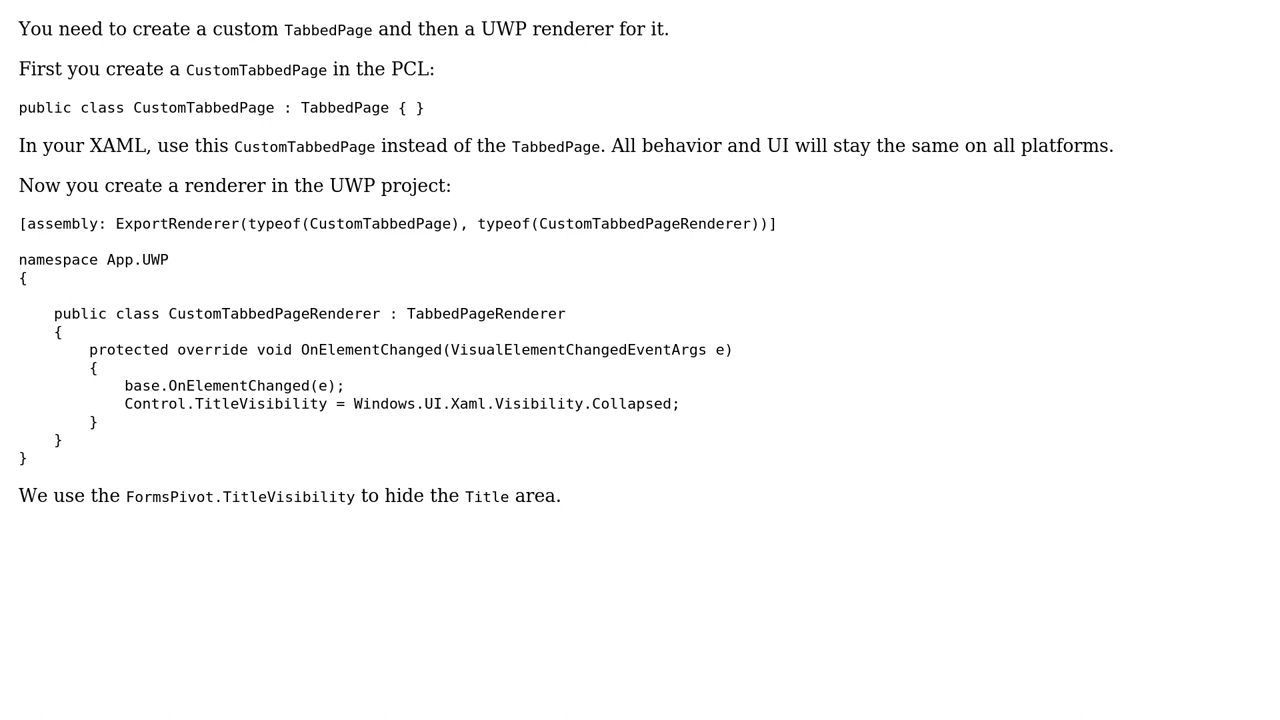 You need to create a custom TabbedPage and then a UWP renderer for it.
First you create a CustomTabbedPage in the PCL:
public class CustomTabbedPage : TabbedPage { }
In your XAML, use this CustomTabbedPage instead of the TabbedPage. All behavior and UI will stay the same on all platforms.
Now you create a renderer in the UWP project:
[assembly: ExportRenderer(typeof(CustomTabbedPage), typeof(CustomTabbedPageRenderer))]
namespace App.UWP
{
    public class CustomTabbedPageRenderer : TabbedPageRenderer
    {
        protected override void OnElementChanged(VisualElementChangedEventArgs e)
        {
            base.OnElementChanged(e);
            Control.TitleVisibility = Windows.UI.Xaml.Visibility.Collapsed;
        }
    }
}
We use the FormsPivot.TitleVisibility to hide the Title area.